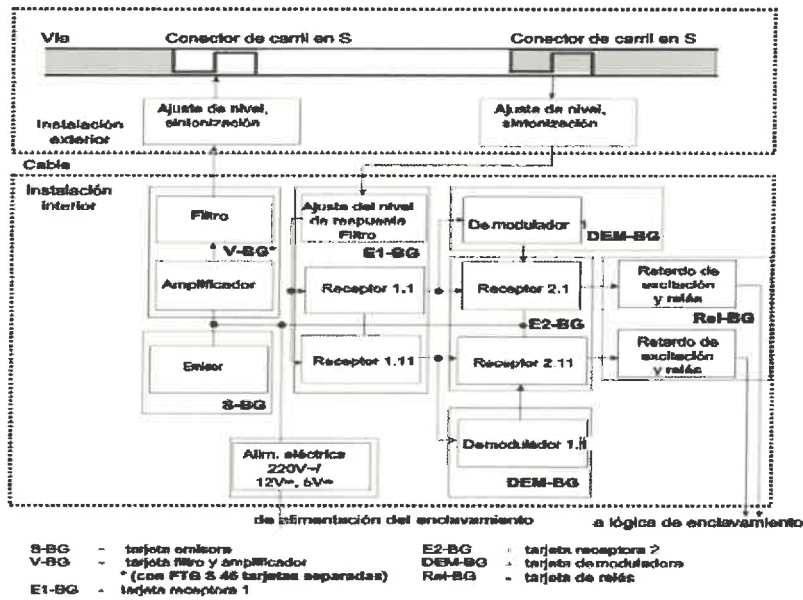 Vía
Conector de carril en S
Conector de carril en S
Ajuste de nivel,
sintonización
Ajuste de nivel,
sintonización
Instalación
exterior
Cable
Instalación
interior
Filtro
V-BG*
Amplificador
Emisor
S-BG
Ajuste del nivel
de respuesta
Filtro
E1-BG
Receptor 1.1
Receptor 1.11
Demodulador
DEM-BG
Receptor 2.1
E2-BG
Receptor 2.11
Demodulador 1.1
DEM-BG
Retardo de
excitación
y relés
Rel-BG
Retardo de
excitación
y relés
Alim. eléctrica
220V~/
12V=, 5V=
de alimentación del enclavamiento
a lógica de enclavamiento
S-BG - tarjeta emisora
V-BG - tarjeta filtro y amplificador
* (con FTG S 46 tarjetas separadas)
E1-BG - tarjeta receptora 1
E2-BG - tarjeta receptora 2
DEM-BG - tarjeta demoduladora
Rel-BG - tarjeta de relés